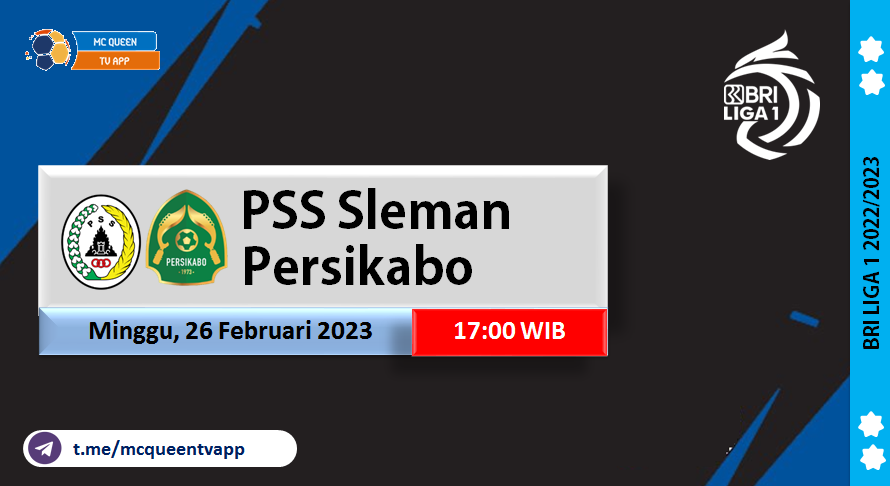 MC QUEEN
TV APP
BRI
LIGA 1
PSS
PERSIKABO
-1973-
PSS Sleman
Persikabo
Minggu, 26 Februari 2023
17:00 WIB
BRI LIGA 1 2022/2023
t.me/mcqueentvapp